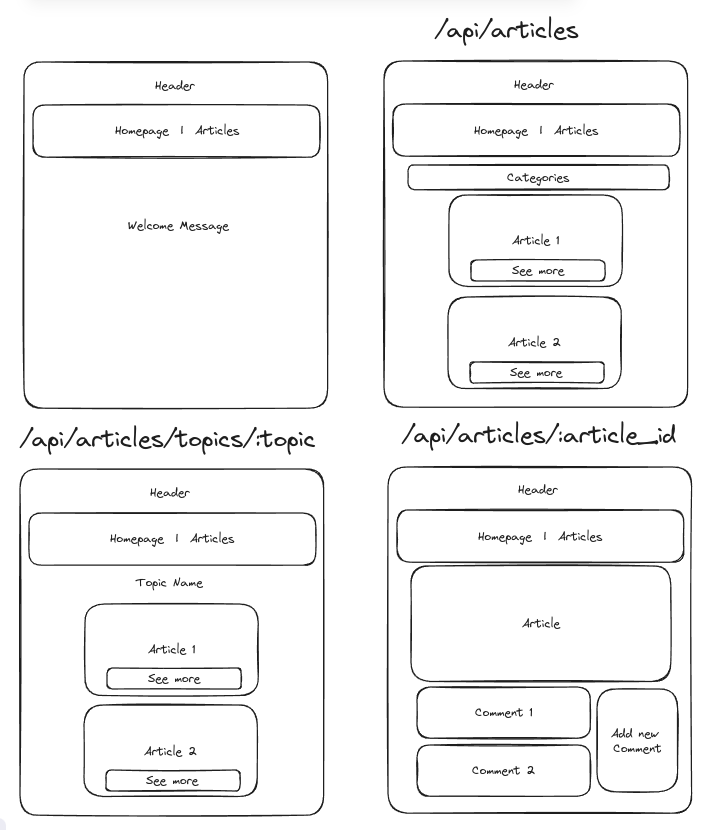 Header
Homepage | Articles
Welcome Message
/api/articles
Header
Homepage | Articles
Categories
Article 1
See more
Article 2
See more
/api/articles/topics/:topic
Header
Homepage | Articles
Topic Name
Article 1
See more
Article 2
See more
/api/articles/:article_id
Header
Homepage | Articles
Article
Comment 1
Comment 2
Add new
Comment